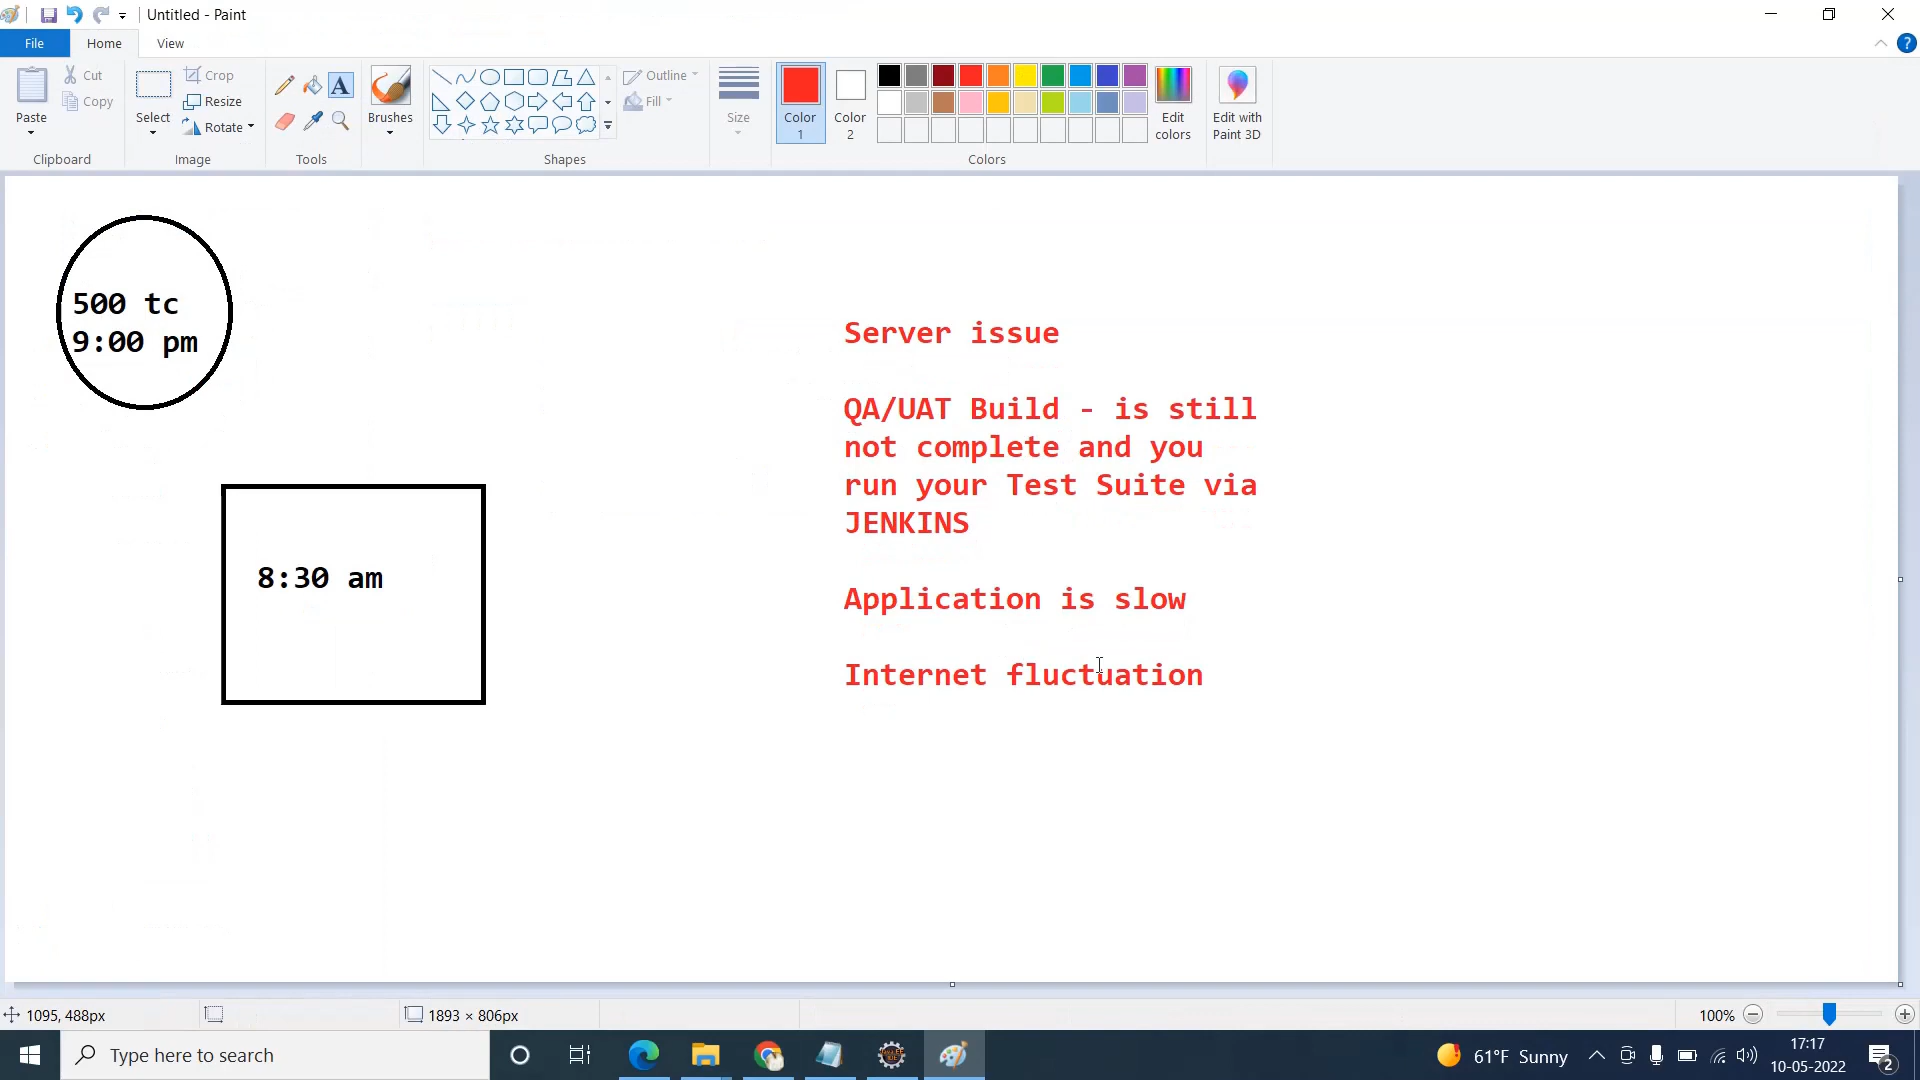 Untitled - Paint
File
Home
View
Paste
Cut
Copy
Clipboard
Select
Crop
Resize
Rotate
Image
Tools
Brushes
Shapes
Outline
Fill
Size
Color
1
Color
2
Colors
Edit
colors
Edit with
Paint 3D
500 tc
9:00 pm
8:30 am
Server issue
QA/UAT Build - is still
not complete and you
run your Test Suite via
JENKINS
Application is slow
Internet fluctuation
1095, 488px
1893 × 806px
100%
Type here to search
61°F Sunny
17:17
10-05-2022
2